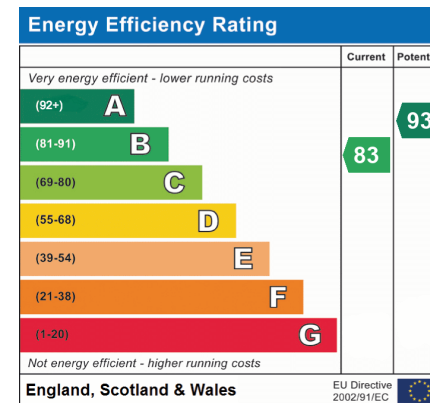 Energy Efficiency Rating
Current Potent
Very energy efficient - lower running costs
(92+) A
93
(81-91) B
83
(69-80) C
(55-68) D
(39-54) E
(21-38) F
(1-20) G
Not energy efficient - higher running costs
England, Scotland & Wales
EU Directive
2002/91/EC